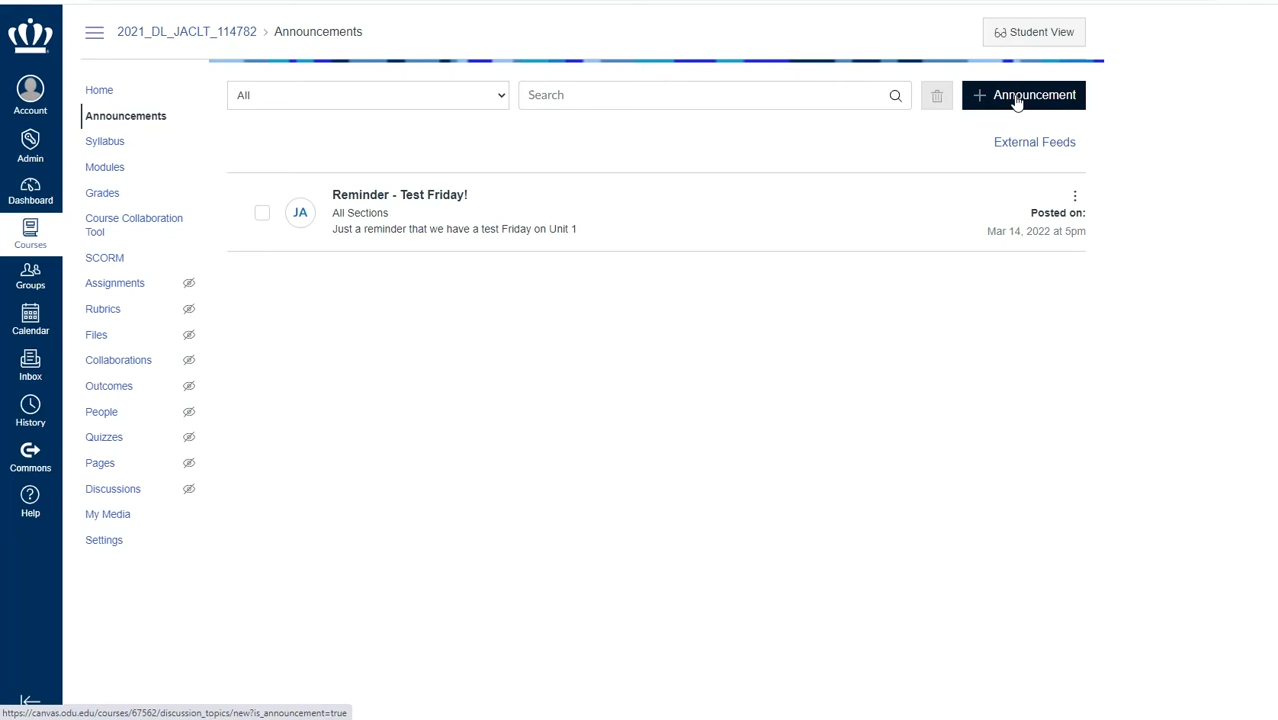 2021_DL_JACLT_114782 › Announcements
Student View
Account
Admin
Dashboard
Courses
Groups
Calendar
Inbox
History
Commons
Help
Home
Announcements
Syllabus
Modules
Grades
Course Collaboration
Tool
SCORM
Assignments
Rubrics
Files
Collaborations
Outcomes
People
Quizzes
Pages
Discussions
My Media
Settings
All
Search
+ Announcement
External Feeds
JA
Reminder - Test Friday!
All Sections
Just a reminder that we have a test Friday on Unit 1
Posted on:
Mar 14, 2022 at 5pm
https://canvas.odu.edu/courses/67562/discussion_topics/new?is_announcement=true